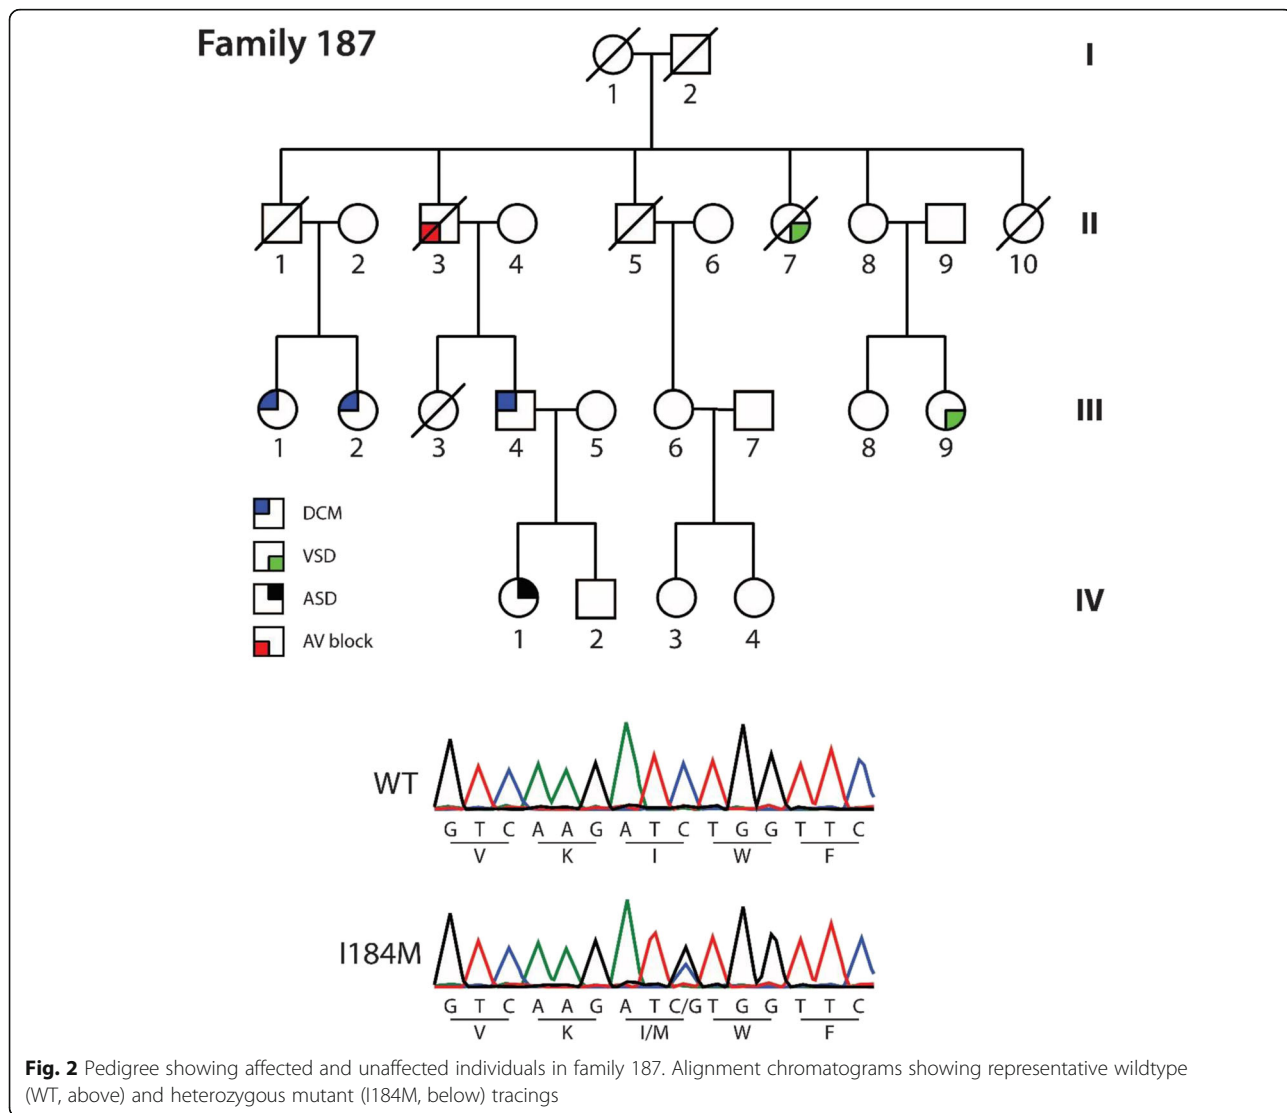 Family 187
I
1 2
II
1 2 3 4 5 6 7 8 9 10
III
1 2 3 4 5 6 7 8 9
DCM
VSD
ASD
AV block
IV
1 2 3 4
WT
G T C A A G A T C T G G T T C
V K I W F
I184M
G T C A A G A T C/G T G G T T C
V K I/M W F
Fig. 2 Pedigree showing affected and unaffected individuals in family 187. Alignment chromatograms showing representative wildtype
(WT, above) and heterozygous mutant (I184M, below) tracings